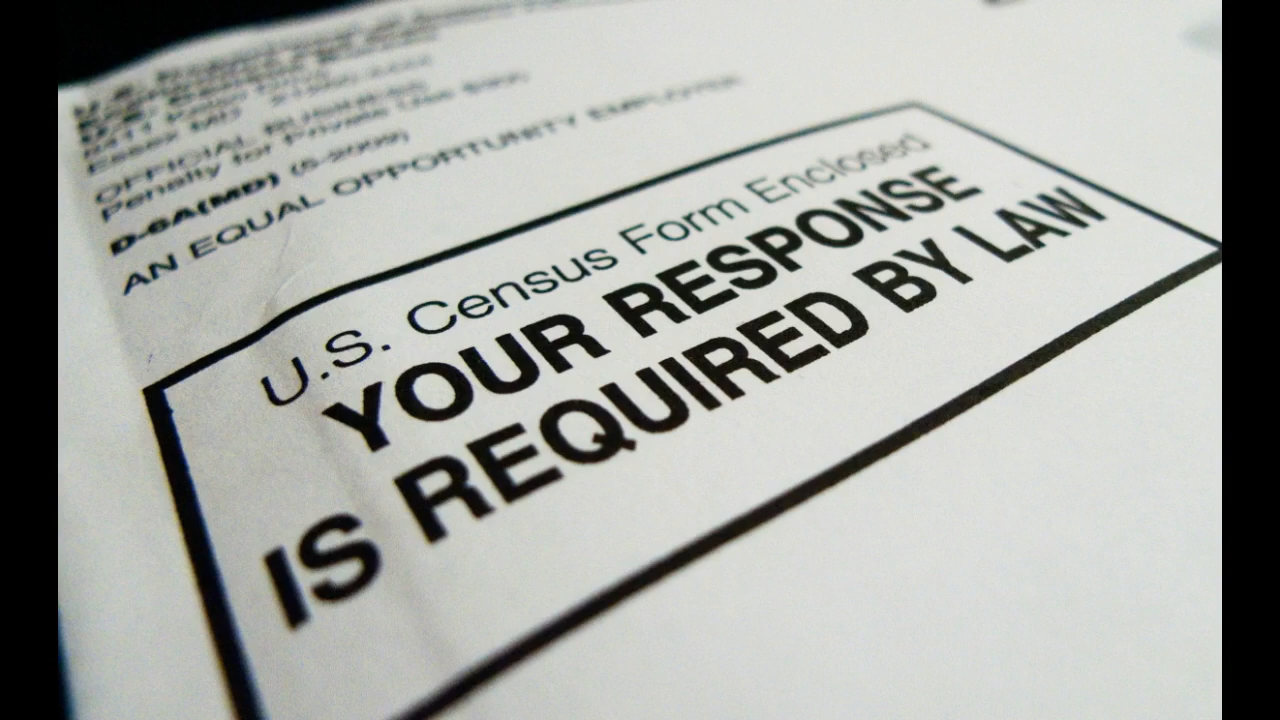 OFFICIAL BUSINESS
Penalty for Private Use $300
D-6A(MD) (6-2009)
AN EQUAL OPPORTUNITY EMPLOYER
U.S. Census Form Enclosed
YOUR RESPONSE
IS REQUIRED BY LAW